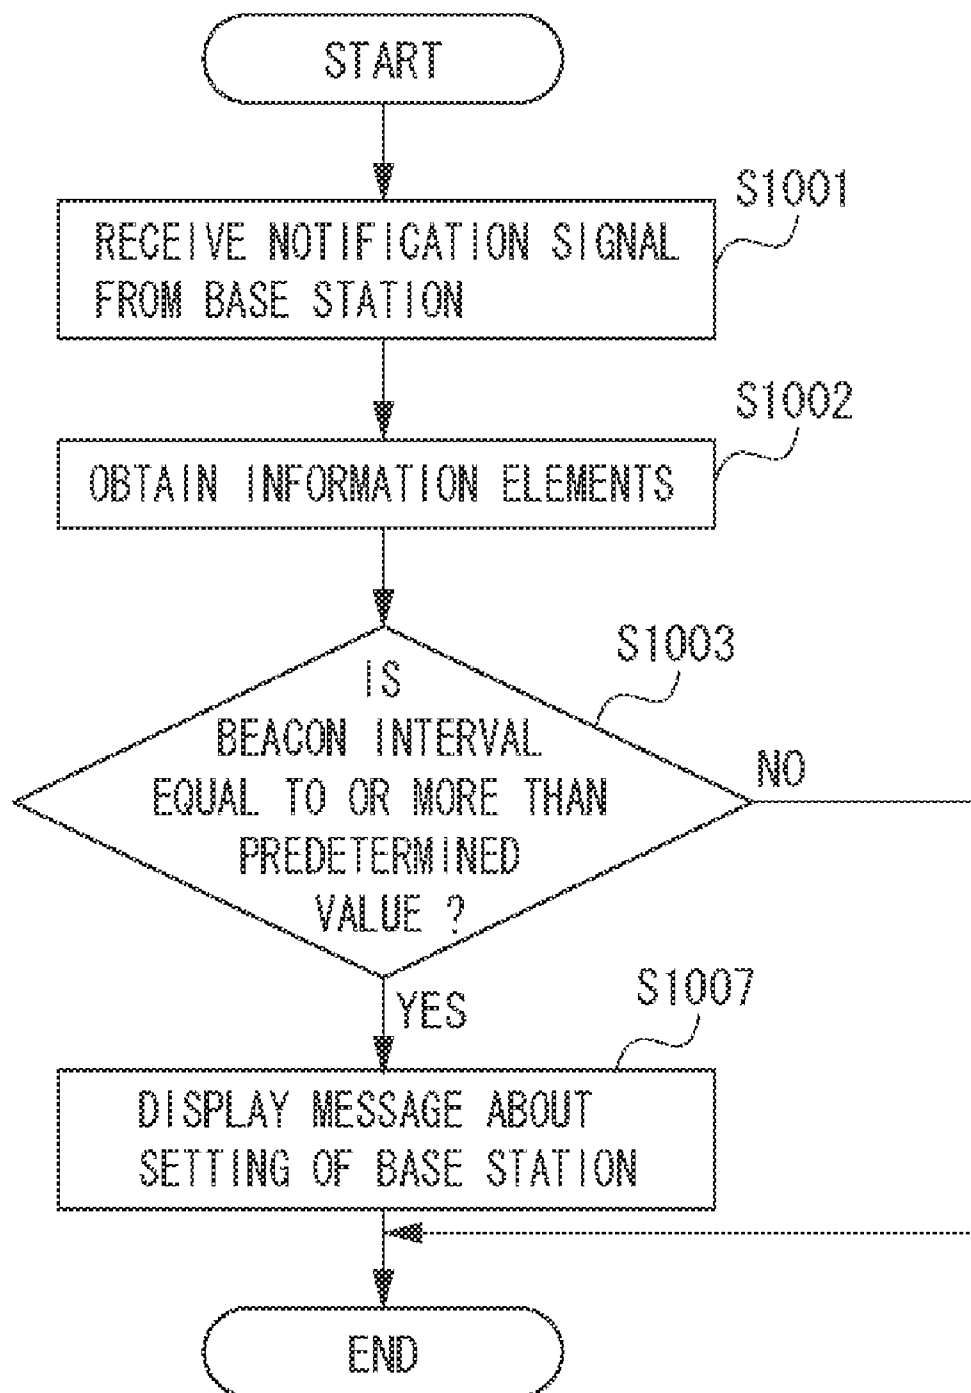 START
S1001
RECEIVE NOTIFICATION SIGNAL
FROM BASE STATION
S1002
OBTAIN INFORMATION ELEMENTS
S1003
IS
BEACON INTERVAL
EQUAL TO OR MORE THAN
PREDETERMINED
VALUE ?
NO
YES
S1007
DISPLAY MESSAGE ABOUT
SETTING OF BASE STATION
END